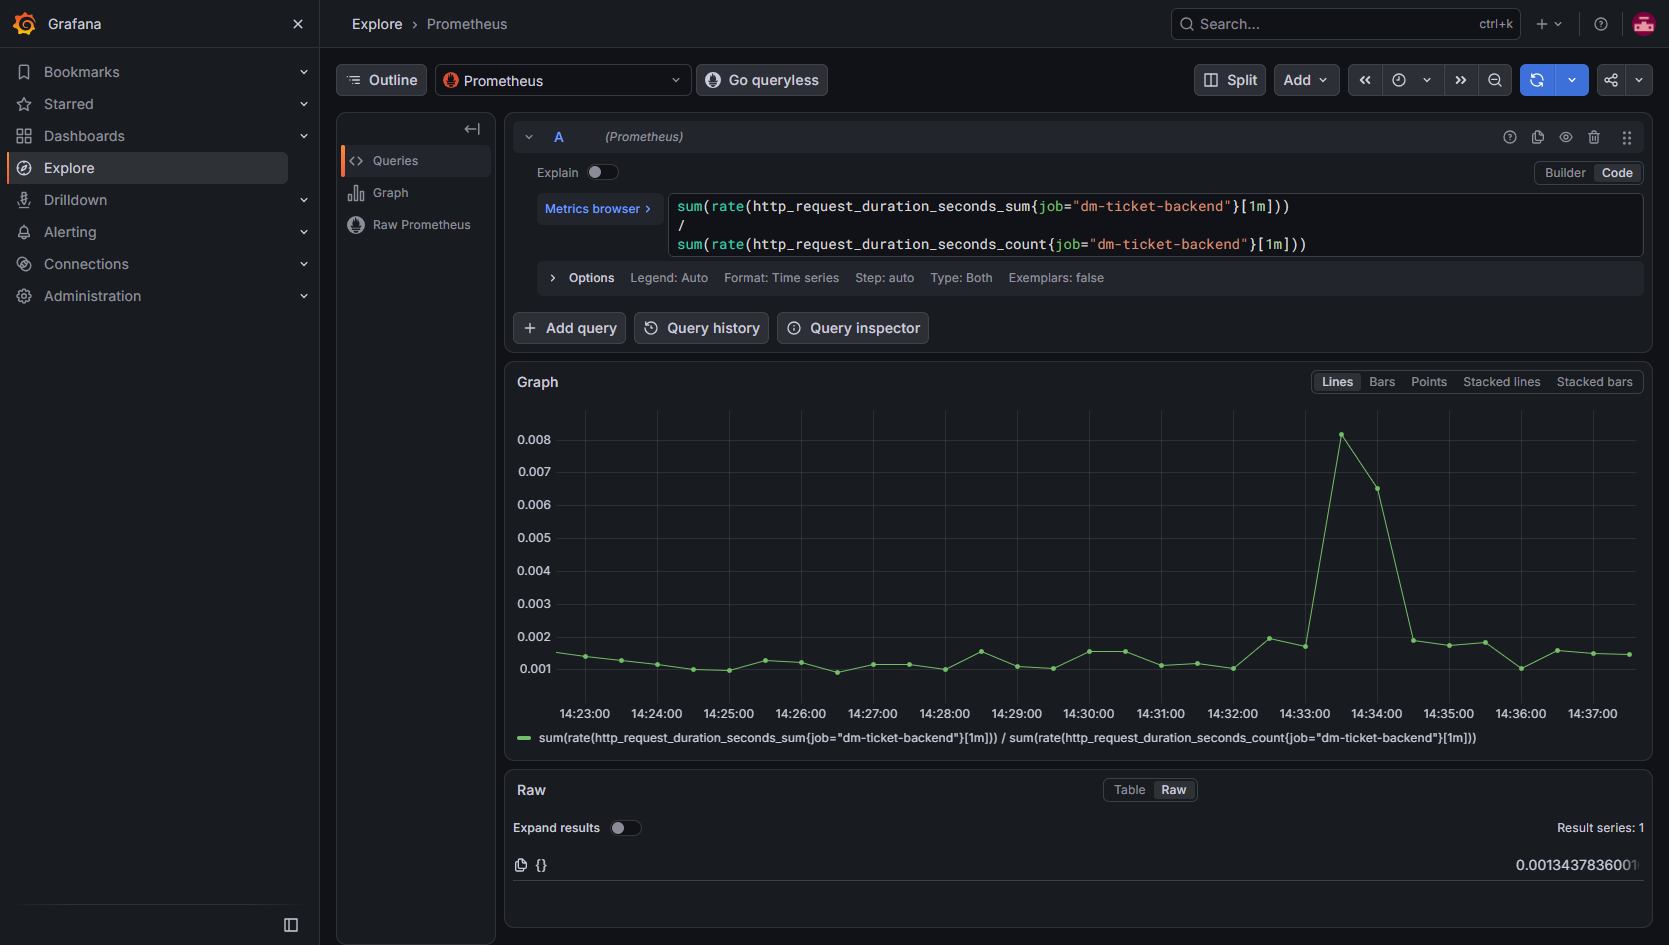 Grafana
Explore › Prometheus
Search...
ctrl+k
Bookmarks
Starred
Dashboards
Explore
Drilldown
Alerting
Connections
Administration
Outline
Prometheus
Go queryless
Split
Add
Queries
Graph
Raw Prometheus
A
(Prometheus)
Explain
Builder
Code
Metrics browser
sum(rate(http_request_duration_seconds_sum{job="dm-ticket-backend"}[1m]))
/
sum(rate(http_request_duration_seconds_count{job="dm-ticket-backend"}[1m]))
Options
Legend: Auto
Format: Time series
Step: auto
Type: Both
Exemplars: false
Add query
Query history
Query inspector
Graph
Lines
Bars
Points
Stacked lines
Stacked bars
0.008
0.007
0.006
0.005
0.004
0.003
0.002
0.001
14:23:00
14:24:00
14:25:00
14:26:00
14:27:00
14:28:00
14:29:00
14:30:00
14:31:00
14:32:00
14:33:00
14:34:00
14:35:00
14:36:00
14:37:00
sum(rate(http_request_duration_seconds_sum{job="dm-ticket-backend"}[1m])) / sum(rate(http_request_duration_seconds_count{job="dm-ticket-backend"}[1m]))
Raw
Table
Raw
Expand results
Result series: 1
{}